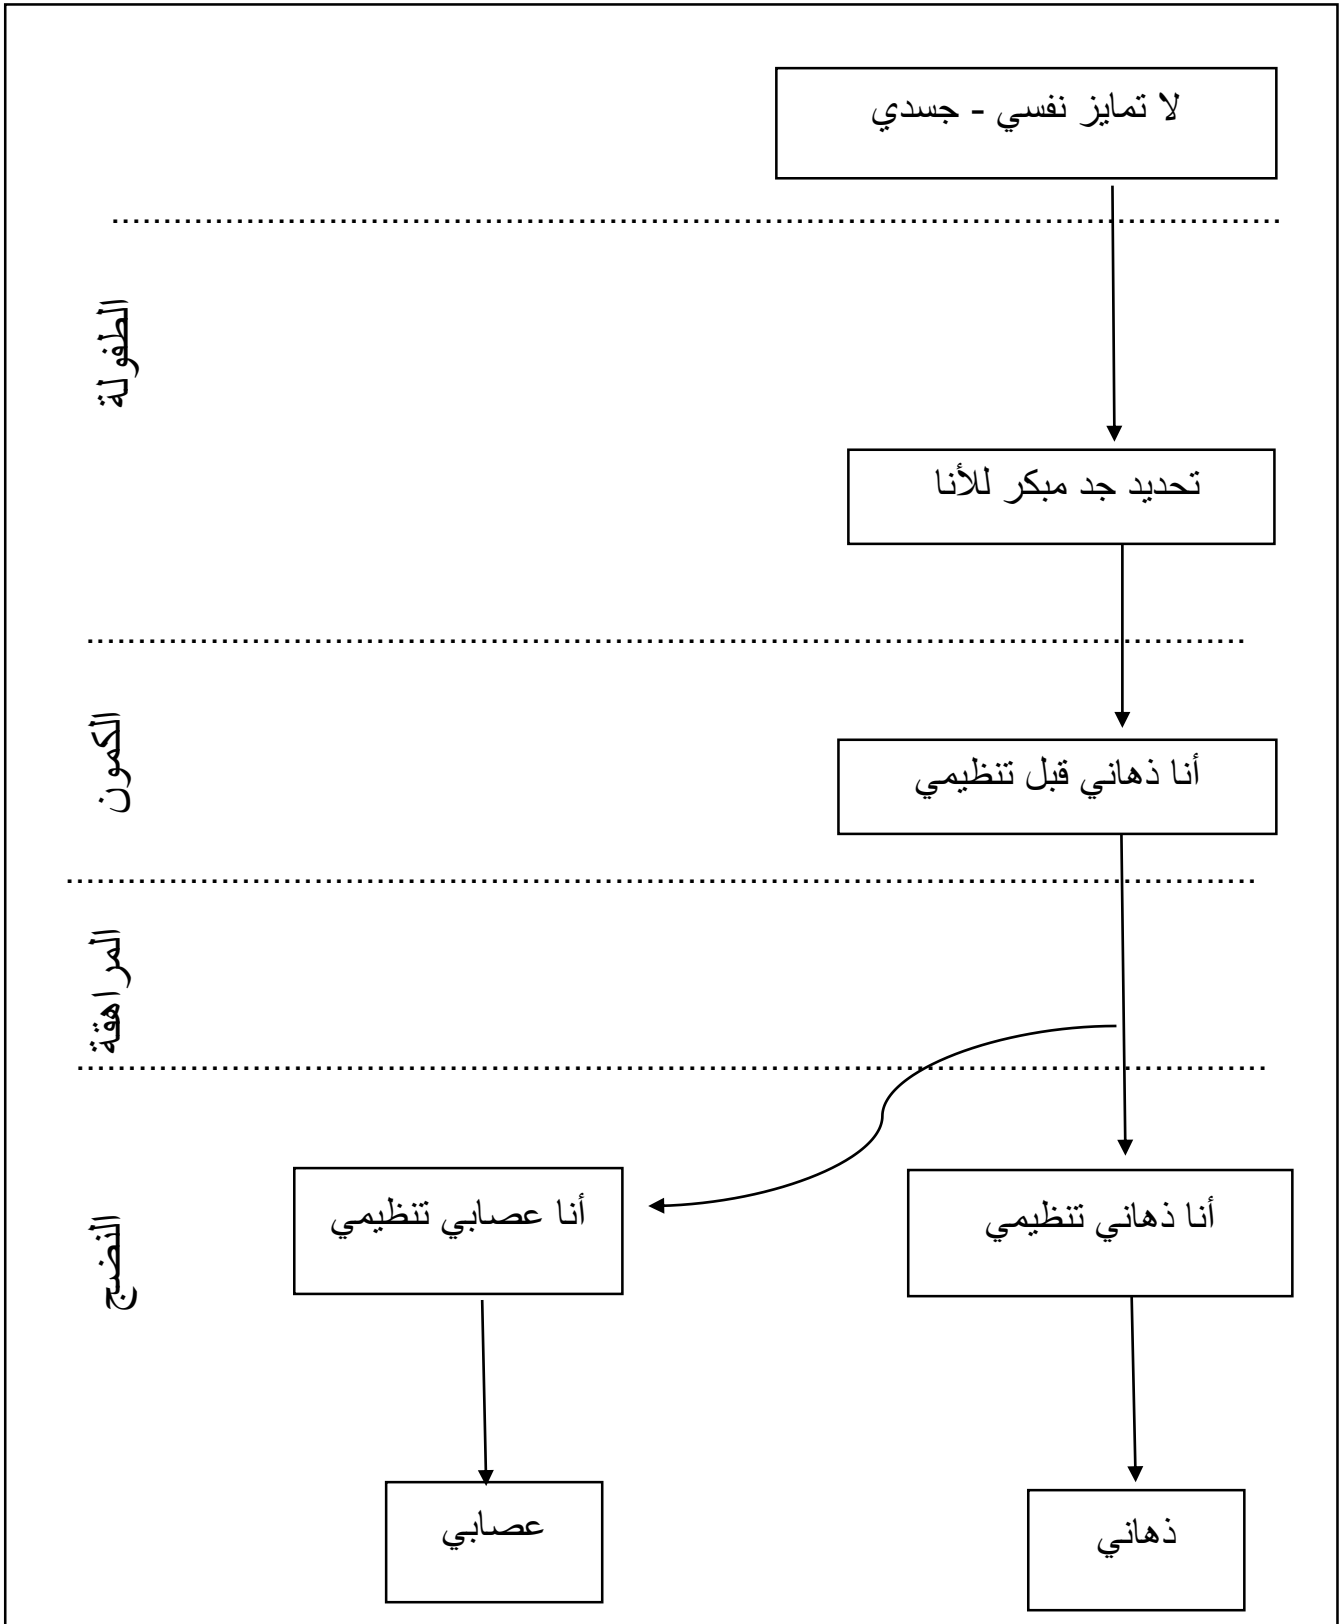 لا تمايز نفسي - جسدي
الطفولة
تحديد جد مبكر للأنا
الكمون
أنا ذهاني قبل تنظيمي
المراهقة
أنا ذهاني تنظيمي
أنا عصابي تنظيمي
النضج
ذهاني
عصابي